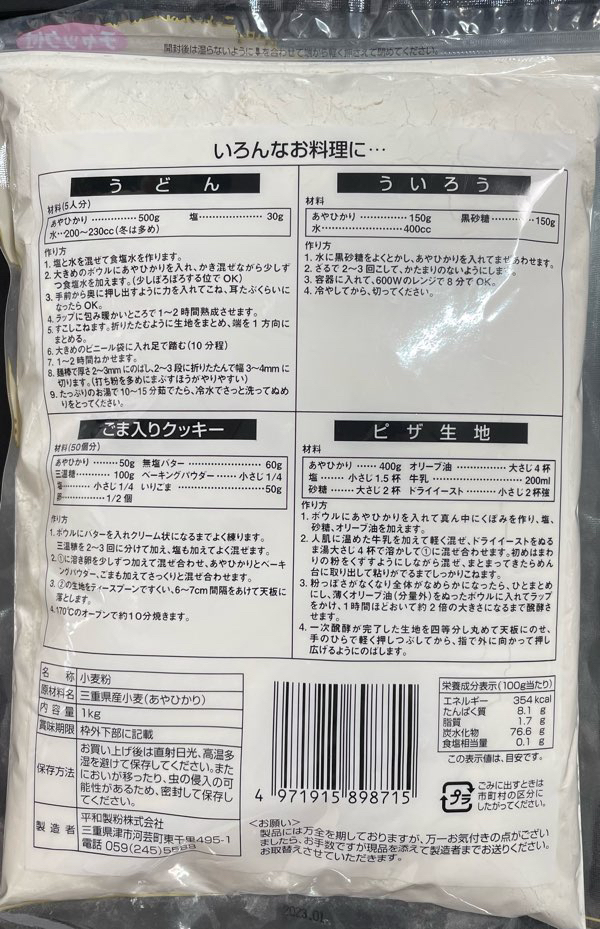 チャック付
開封後は湿らないように
いろんなお料理に…
うどん
材料(5人分)
あやひかり……………500g 塩……………………30g
水…200～230cc(冬は多め)
作り方
1. 塩と水を混ぜて食塩水を作ります。
2. 大きめのボウルにあやひかりを入れ、かき混ぜながら少しず
つ食塩水を加えます。(少しぽろぽろする位でOK)
3. 手前から奥に押し出すように力を入れてこね、耳たぶくらいに
なったらOK。
4. ラップに包み暖かいところで1～2時間熟成させます。
5. すこしこねます。折りたたむように生地をまとめ、端を1方向に
まとめる。
6. 大きめのビニール袋に入れ足で踏む(10分程)
7. 1～2時間ねかせます。
8. 麺棒で厚さ2～3mmにのばし、2～3段に折りたたんで幅3～4mmに
切ります。(打ち粉を多めにまぶすほうがやりやすい)
9. たっぷりのお湯で10～15分茹でたら、冷水でさっと洗ってぬめ
りをとってください。
ういろう
材料
あやひかり………………150g 黒砂糖………………150g
水………………………400cc
作り方
1. 水に黒砂糖をよくとかし、あやひかりを入れてまぜあわせます。
2. ざるで2～3回こして、かたまりのないようにします。
3. 容器に入れて、600Wのレンジで8分でOK。
4. 冷やしてから、切ってください。
ごま入りクッキー
材料(50個分)
あやひかり………50g 無塩バター……………60g
三温糖…………100g ベーキングパウダー……小さじ1/4
塩…………小さじ1/4 いりごま………………50g
卵……………1/2個
作り方
1. ボウルにバターを入れクリーム状になるまでよく練ります。
三温糖を2～3回に分けて加え、塩も加えてよく混ぜます。
2. ①に溶き卵を少しずつ加えて混ぜ合わせ、あやひかりとベーキ
ングパウダー、ごまも加えてさっくりと混ぜ合わせます。
3. ②の生地をティースプーンですくい、6～7cm間隔をあけて天板に
落とします。
4. 170℃のオーブンで約10分焼きます。
ピザ生地
材料
あやひかり………400g オリーブ油…………大さじ4杯
塩………小さじ1.5杯 牛乳……………………200ml
砂糖………大さじ2杯 ドライイースト……小さじ2杯強
作り方
1. ボウルにあやひかりを入れて真ん中にくぼみを作り、塩、
砂糖、オリーブ油を加えます。
2. 人肌に温めた牛乳を加えて軽く混ぜ、ドライイーストをぬる
ま湯大さじ4杯で溶かして①に混ぜ合わせます。初めはまわ
りの粉をくずすようにしながら混ぜ、まとまってきたらめん
台に取り出して粘りがでるまでしっかりこねます。
3. 粉っぽさがなくなり全体がなめらかになったら、ひとまとめ
にし、薄くオリーブ油(分量外)をぬったボウルに入れてラップ
をかけ、1時間ほどおいて約2倍の大きさになるまで醗酵さ
せます。
4. 一次醗酵が完了した生地を四等分し丸めて天板にのせ、
手のひらで軽く押しつぶしてから、指で外に向かって押し
広げるようにのばします。
名称 小麦粉
原材料名 三重県産小麦(あやひかり)
内容量 1kg
賞味期限 枠外下部に記載
保存方法 お買い上げ後は直射日光、高温多
湿を避けて保存してください。また
においが移ったり、虫の侵入の可
能性があるため、密封して保存し
てください。
製造者 平和製粉株式会社
三重県津市河芸町東千里495-1
電話 059(245)5588
4 971915 898715
栄養成分表示(100g当たり)
エネルギー 354kcal
たんぱく質 8.1 g
脂質 1.7 g
炭水化物 76.6 g
食塩相当量 0.1 g
この表示値は、目安です。
プラ
ごみに出すときは
市町村の区分に
したがってください。
<お願い>
製品には万全を期しておりますが、万一お気付きの点がござい
ましたら、お手数ですが現品を添えて製造者までお送りください。
お取替えさせていただきます。
2023.01